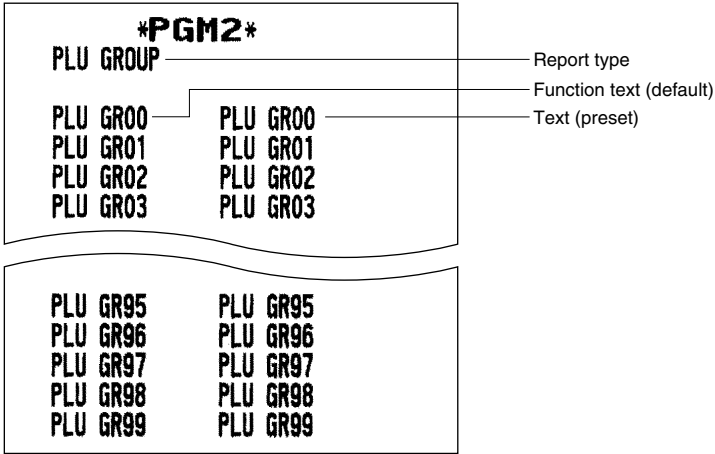 *PGM2*
PLU GROUP Report type
Function text (default)
PLU GR00 PLU GR00 Text (preset)
PLU GR01 PLU GR01
PLU GR02 PLU GR02
PLU GR03 PLU GR03
PLU GR95 PLU GR95
PLU GR96 PLU GR96
PLU GR97 PLU GR97
PLU GR98 PLU GR98
PLU GR99 PLU GR99